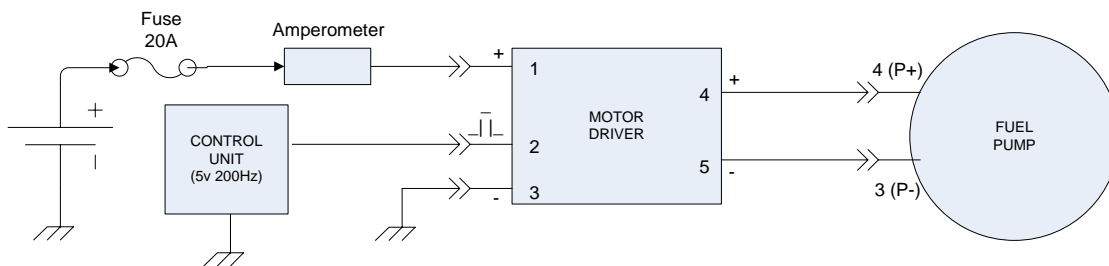 Fuse
20A
Amperometer
+
1
4 (P+)
+
4
+
MOTOR
DRIVER
FUEL
PUMP
CONTROL
UNIT
(5v 200Hz)
2
5
-
3
-
3 (P-)